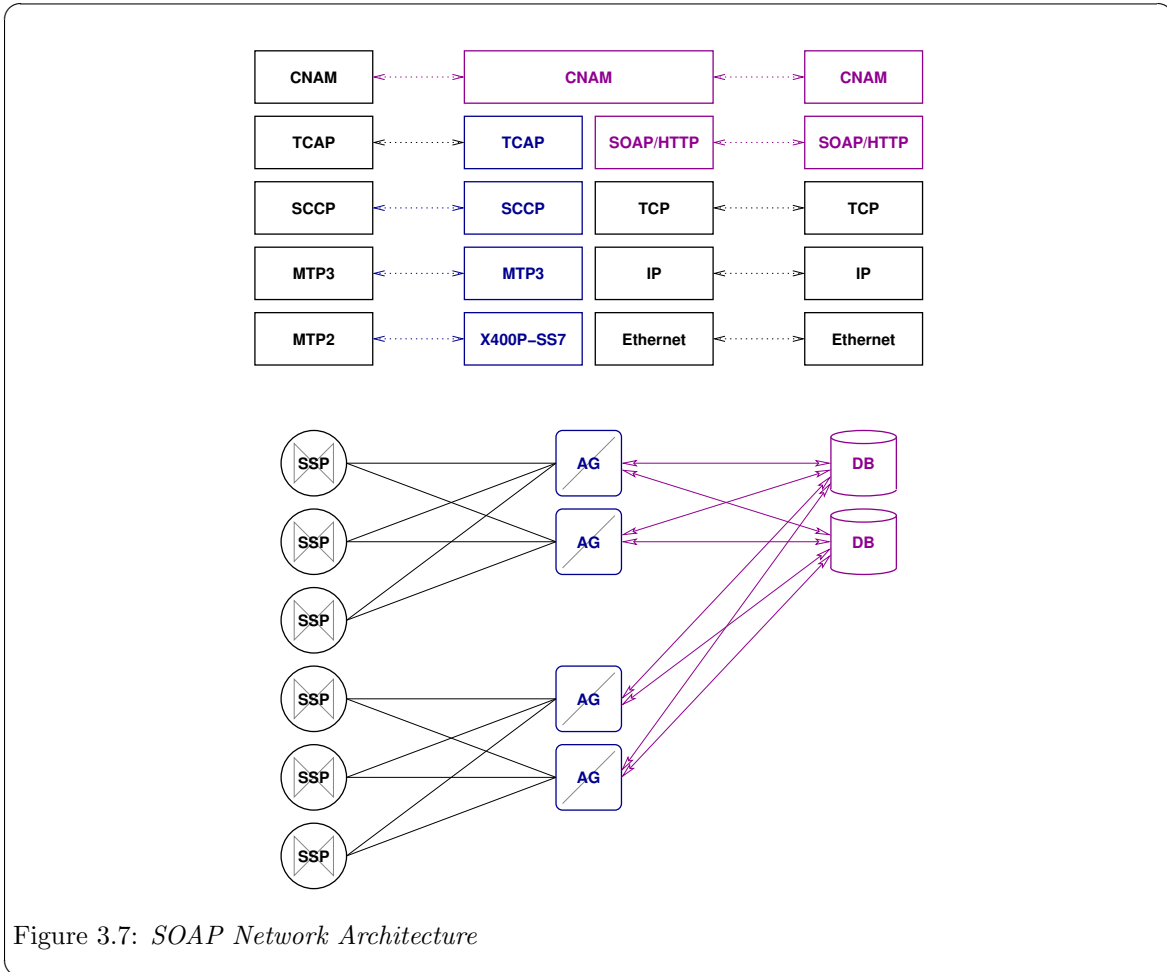 CNAM CNAM CNAM
TCAP TCAP SOAP/HTTP SOAP/HTTP
SCCP SCCP TCP TCP
MTP3 MTP3 IP IP
MTP2 X400P−SS7 Ethernet Ethernet
SSP AG DB
SSP AG DB
SSP
SSP AG
SSP AG
SSP
Figure 3.7: SOAP Network Architecture